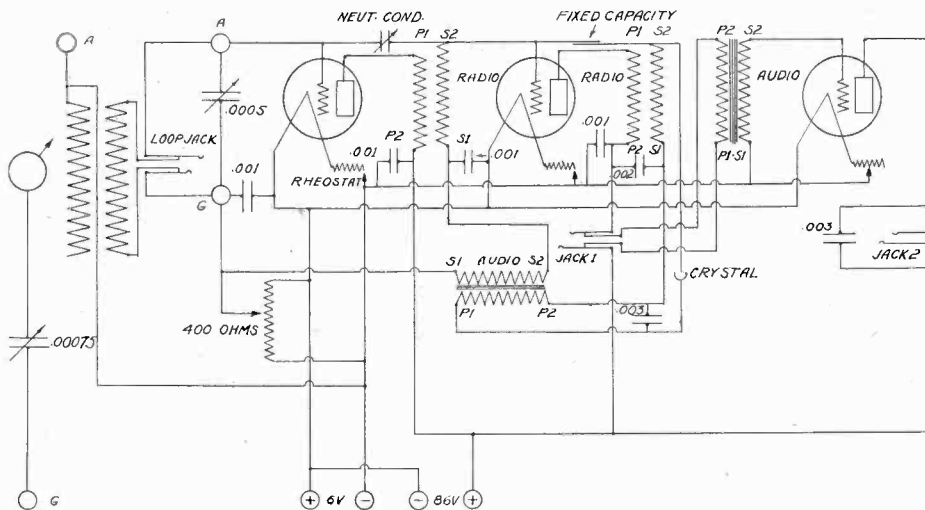 A
NEUT. COND.
FIXED CAPACITY
A
P1
S2
P1
S2
P2
S2
RADIO
RADIO
AUDIO
.0005
LOOP JACK
.001
.001
P2
S1
.001
.001
.002
P2
S1
P1-S1
RHEOSTAT
G
.003
JACK 1
JACK 2
S1 AUDIO S2
CRYSTAL
P1
P2
.003
400 OHMS
.00075
G
+ 6V −
− 86V +